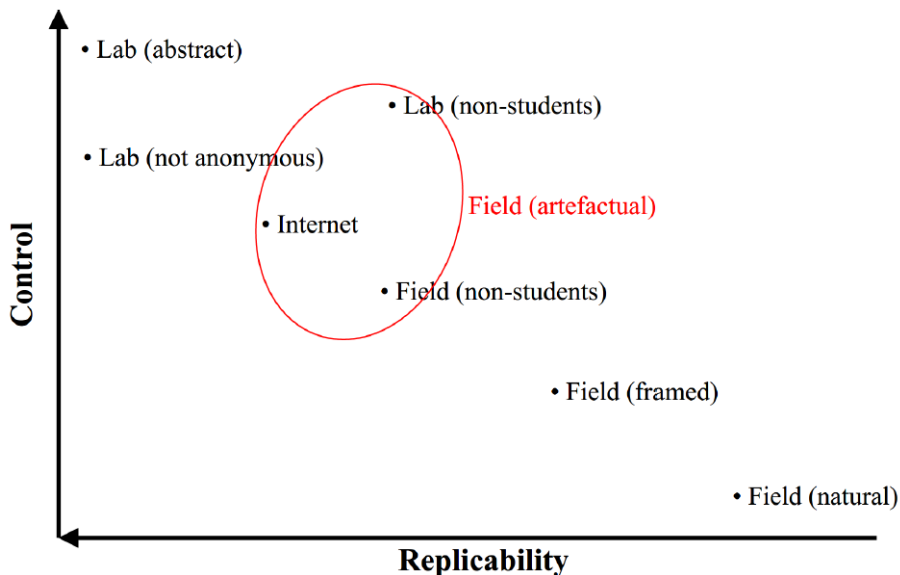 • Lab (abstract)
• Lab (non-students)
• Lab (not anonymous)
Field (artefactual)
• Internet
• Field (non-students)
• Field (framed)
• Field (natural)
Control
Replicability